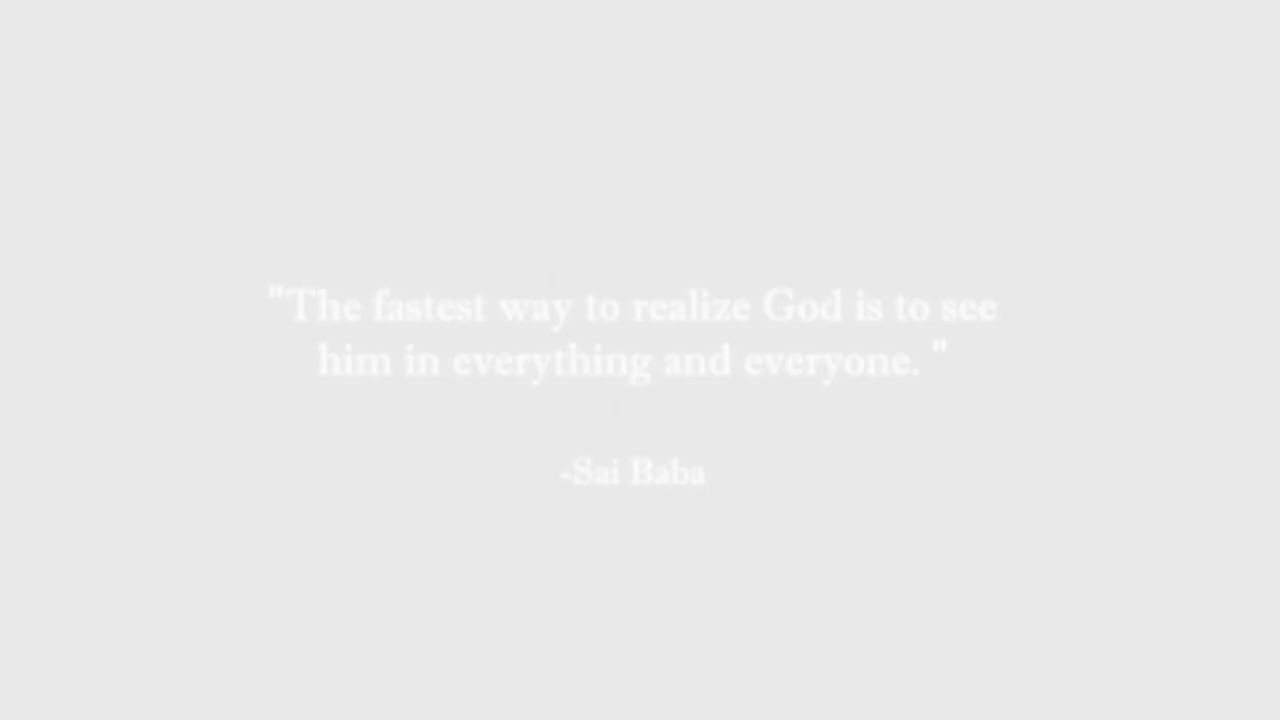 "The fastest way to realize God is to see
him in everything and everyone. "
-Sai Baba